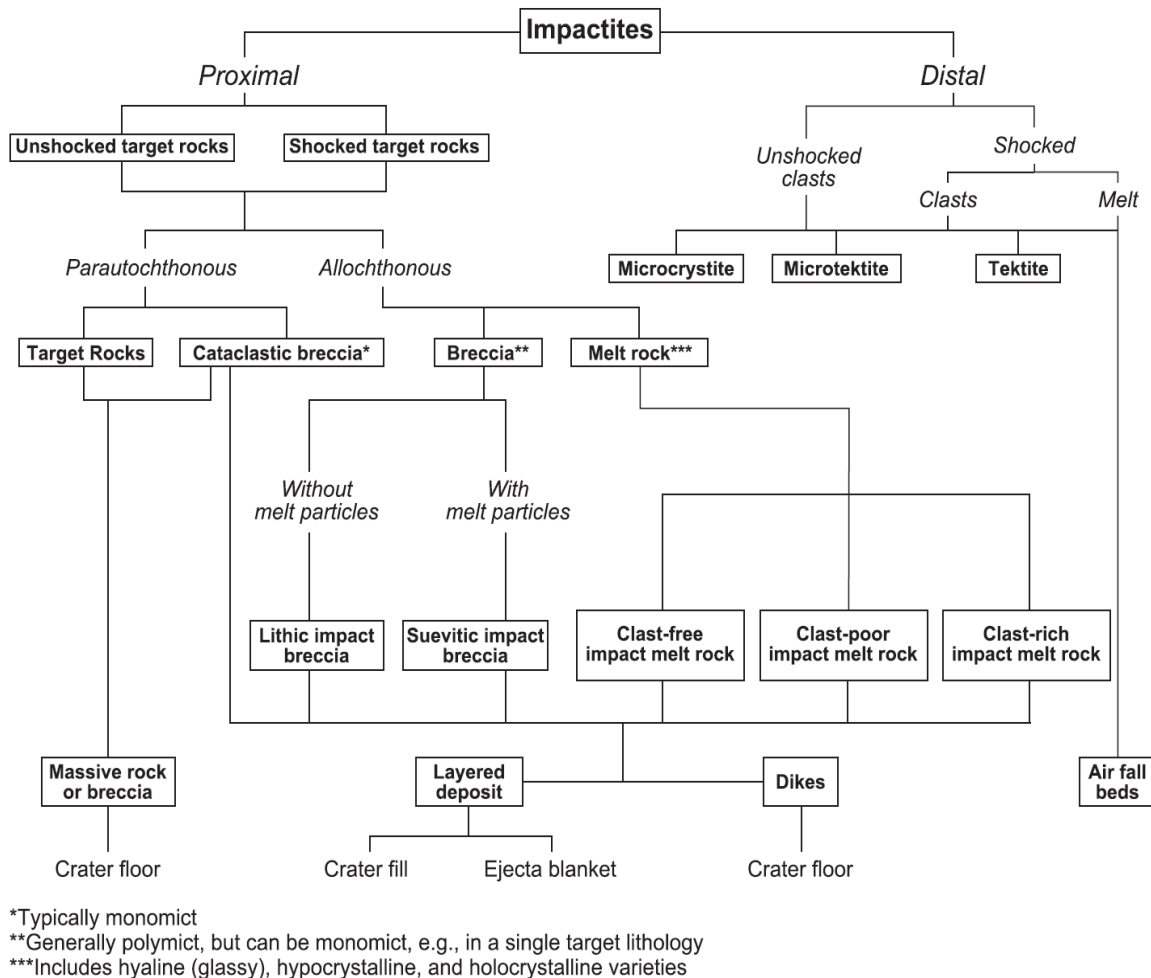 Impactites
Proximal
Distal
Unshocked target rocks
Shocked target rocks
Unshocked
clasts
Shocked
Clasts
Melt
Parautochthonous
Allochthonous
Microcrystite
Microtektite
Tektite
Target Rocks
Cataclastic breccia*
Breccia**
Melt rock***
Without
melt particles
With
melt particles
Lithic impact
breccia
Suevitic impact
breccia
Clast-free
impact melt rock
Clast-poor
impact melt rock
Clast-rich
impact melt rock
Massive rock
or breccia
Layered
deposit
Dikes
Air fall
beds
Crater floor
Crater fill
Ejecta blanket
Crater floor
*Typically monomict
**Generally polymict, but can be monomict, e.g., in a single target lithology
***Includes hyaline (glassy), hypocrystalline, and holocrystalline varieties